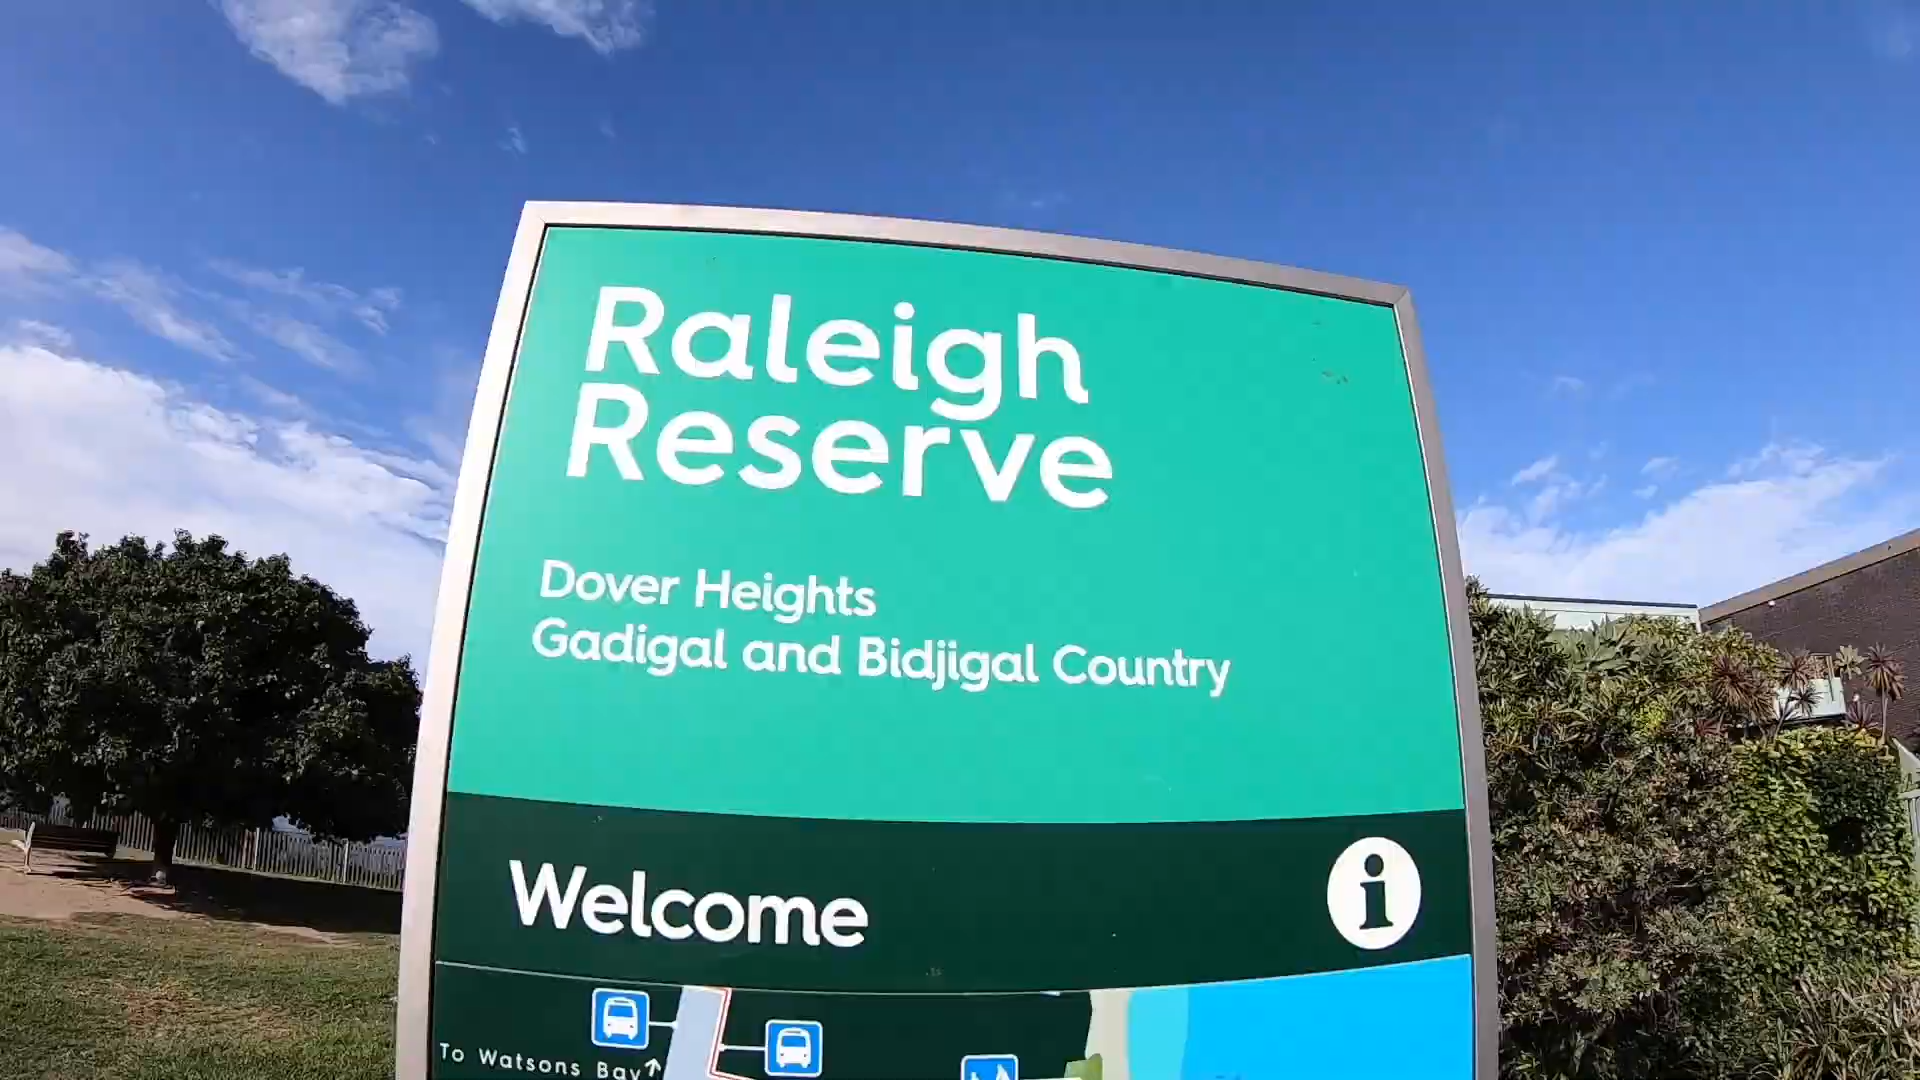 Raleigh
Reserve
Dover Heights
Gadigal and Bidjigal Country
Welcome
i
To Watsons Bay↑